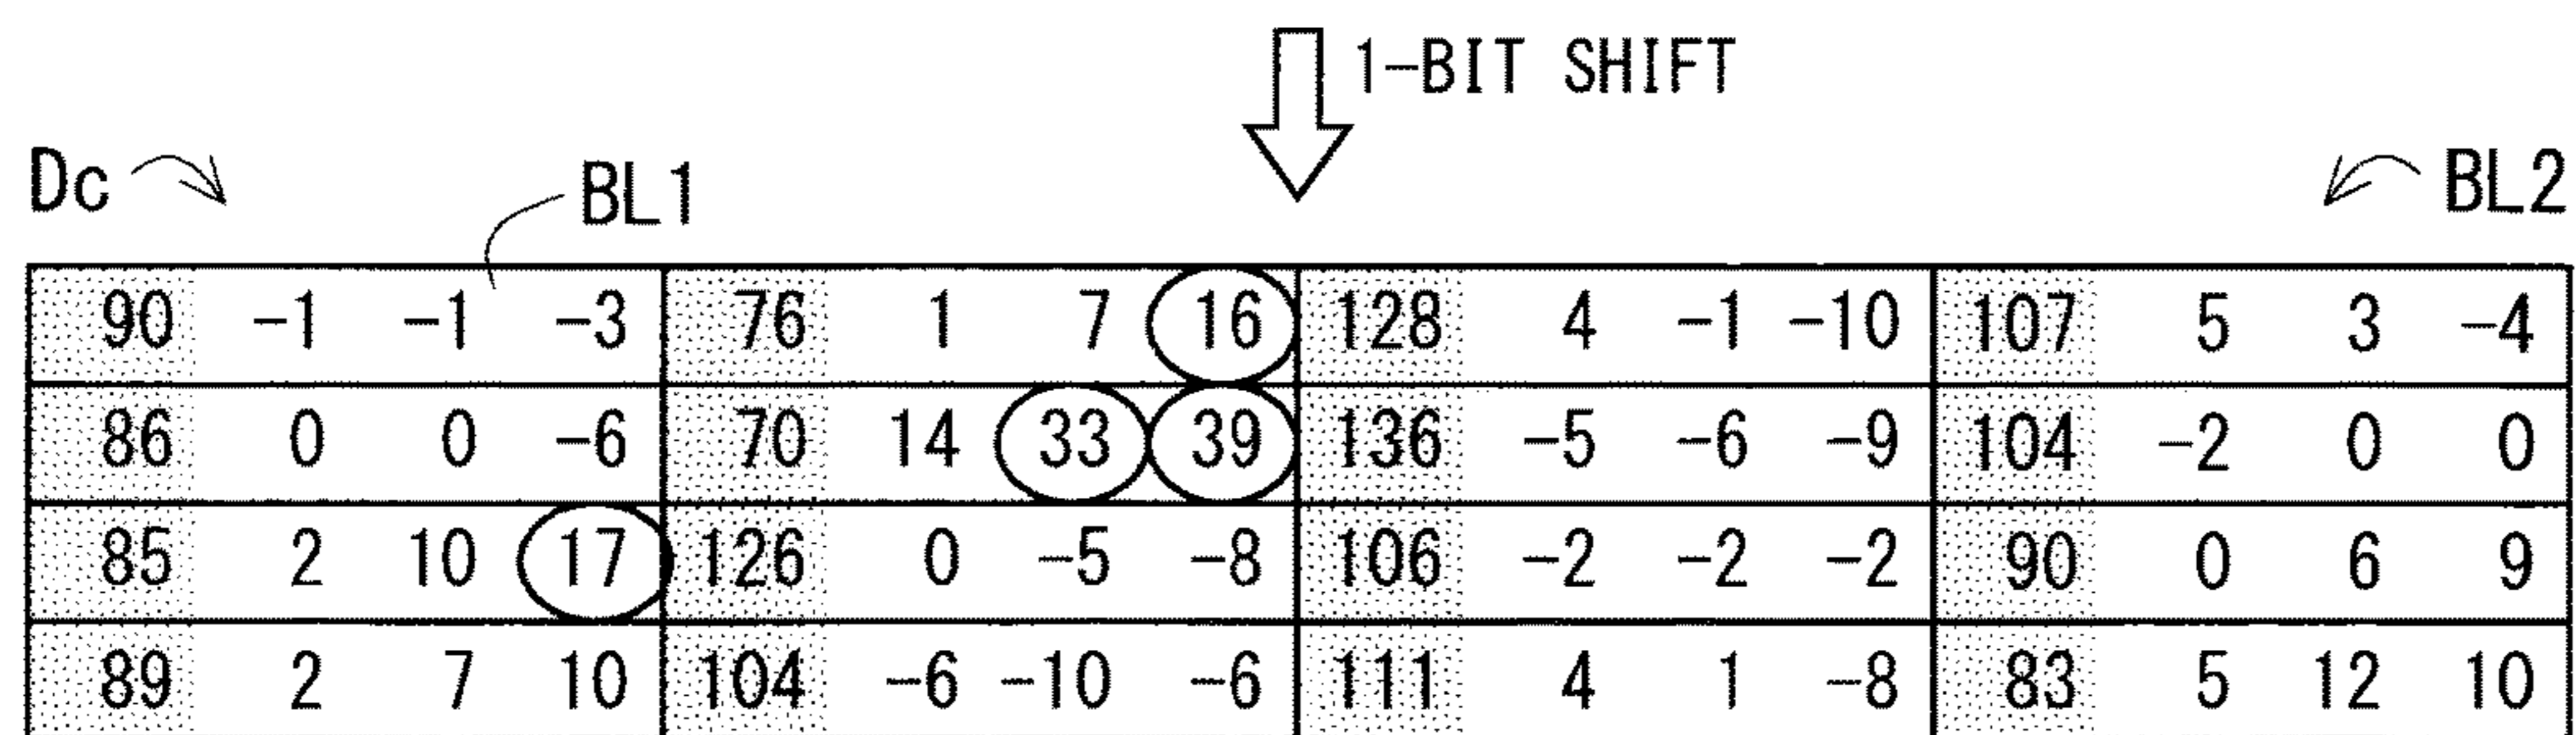 1-BIT SHIFT
Dc BL1 BL2
90 -1 -1 -3 76 1 7 16 128 4 -1 -10 107 5 3 -4
86 0 0 -6 70 14 33 39 136 -5 -6 -9 104 -2 0 0
85 2 10 17 126 0 -5 -8 106 -2 -2 -2 90 0 6 9
89 2 7 10 104 -6 -10 -6 111 4 1 -8 83 5 12 10